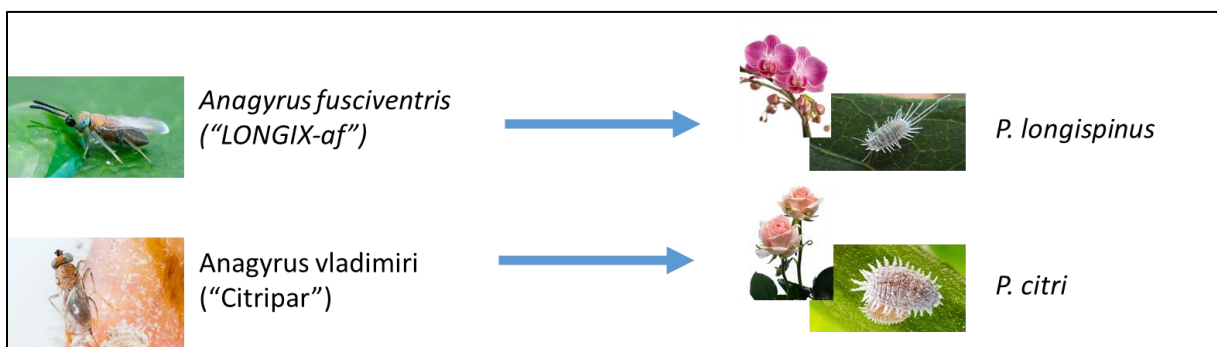 Anagyrus fusciventris
("LONGIX-af")
P. longispinus
Anagyrus vladimiri
("Citripar")
P. citri